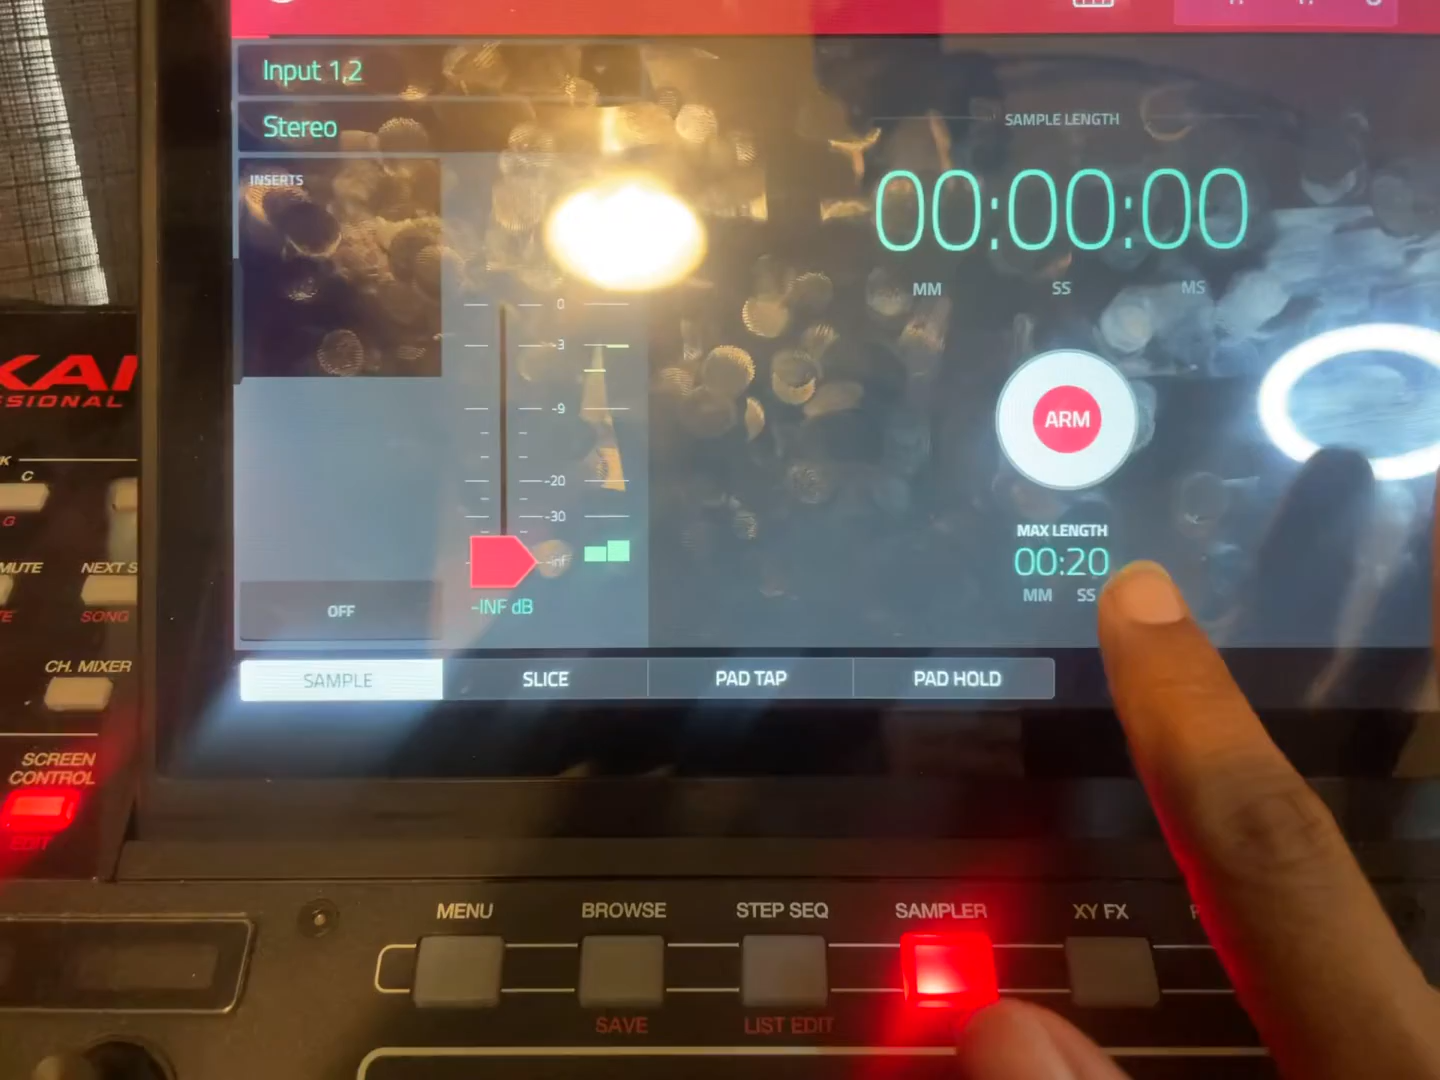 Input 1,2
Stereo
INSERTS
SAMPLE LENGTH
00:00:00
MM SS MS
0
-3
-9
-20
-30
-inf
-INF dB
OFF
ARM
MAX LENGTH
00:20
MM SS
SAMPLE SLICE PAD TAP PAD HOLD
KAI
SIONAL
C
G
MUTE NEXT S
SONG
CH. MIXER
SCREEN
CONTROL
EDIT
MENU BROWSE STEP SEQ SAMPLER XY FX
SAVE LIST EDIT